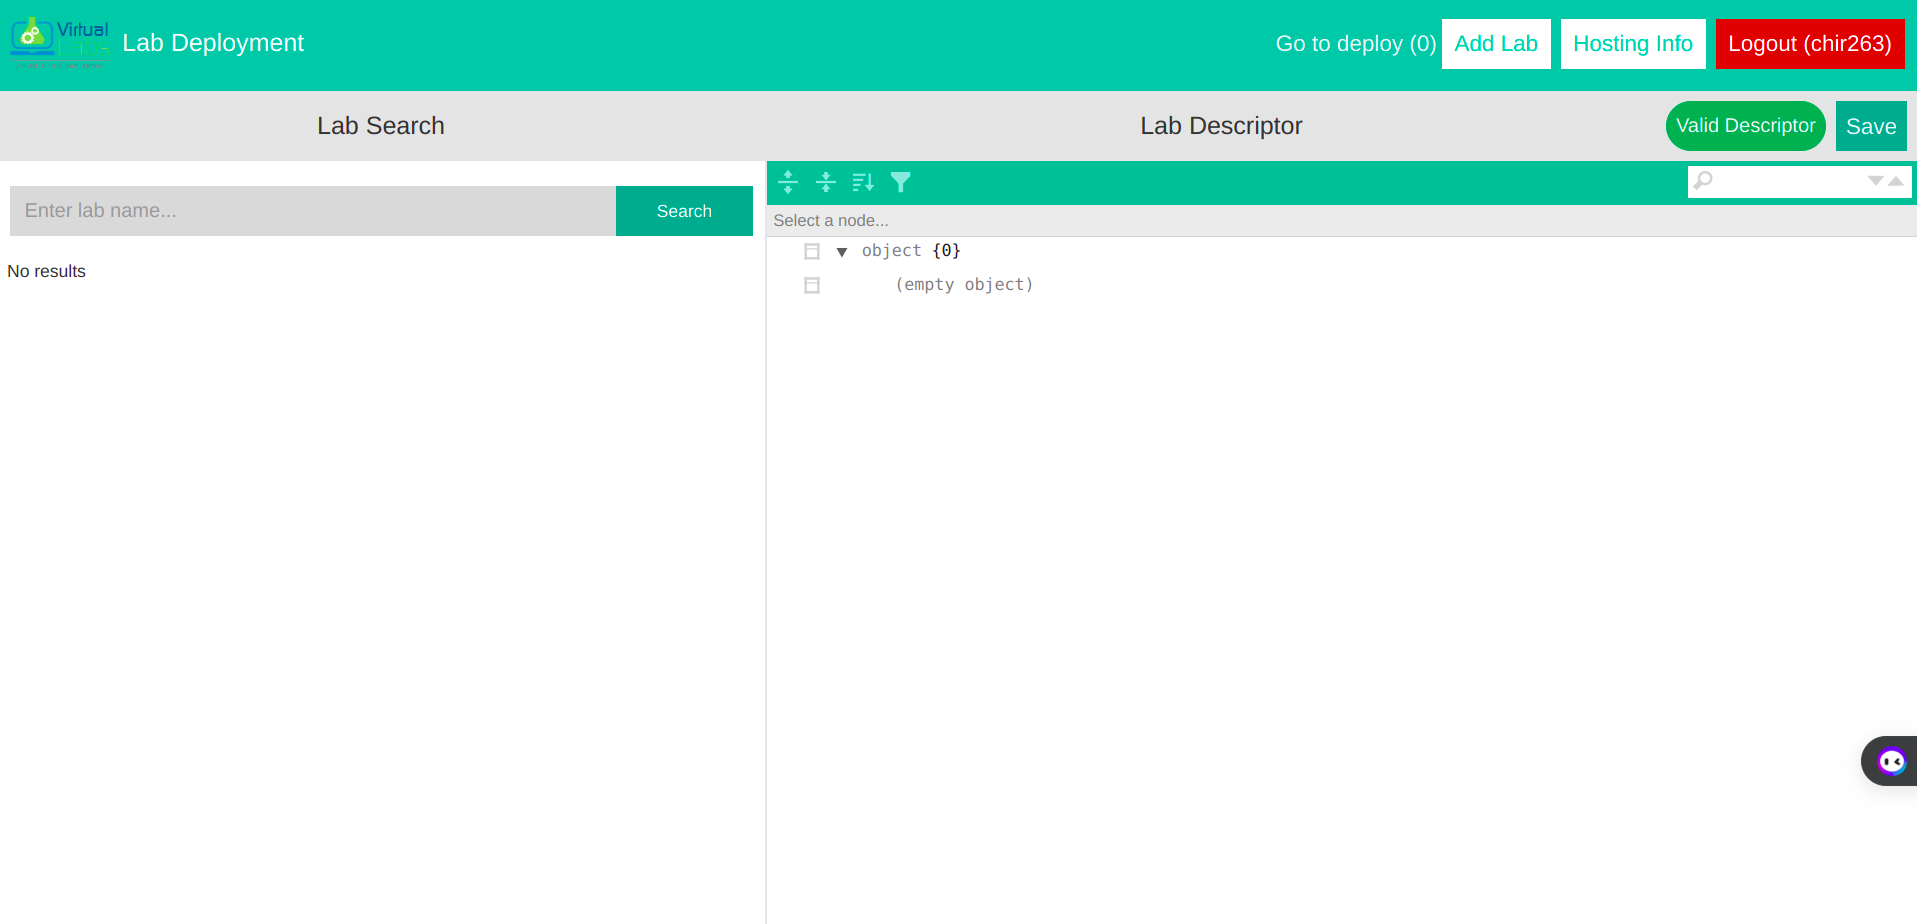 Virtual
Lab Deployment
Go to deploy (0)
Add Lab
Hosting Info
Logout (chir263)
Lab Search
Lab Descriptor
Valid Descriptor
Save
Enter lab name...
Search
No results
Select a node...
object {0}
(empty object)